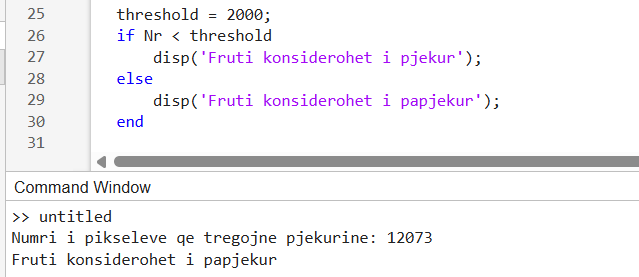 25 threshold = 2000;
26 if Nr < threshold
27 disp('Fruti konsiderohet i pjekur');
28 else
29 disp('Fruti konsiderohet i papjekur');
30 end
31
Command Window
>> untitled
Numri i pikseleve qe tregojne pjekurine: 12073
Fruti konsiderohet i papjekur